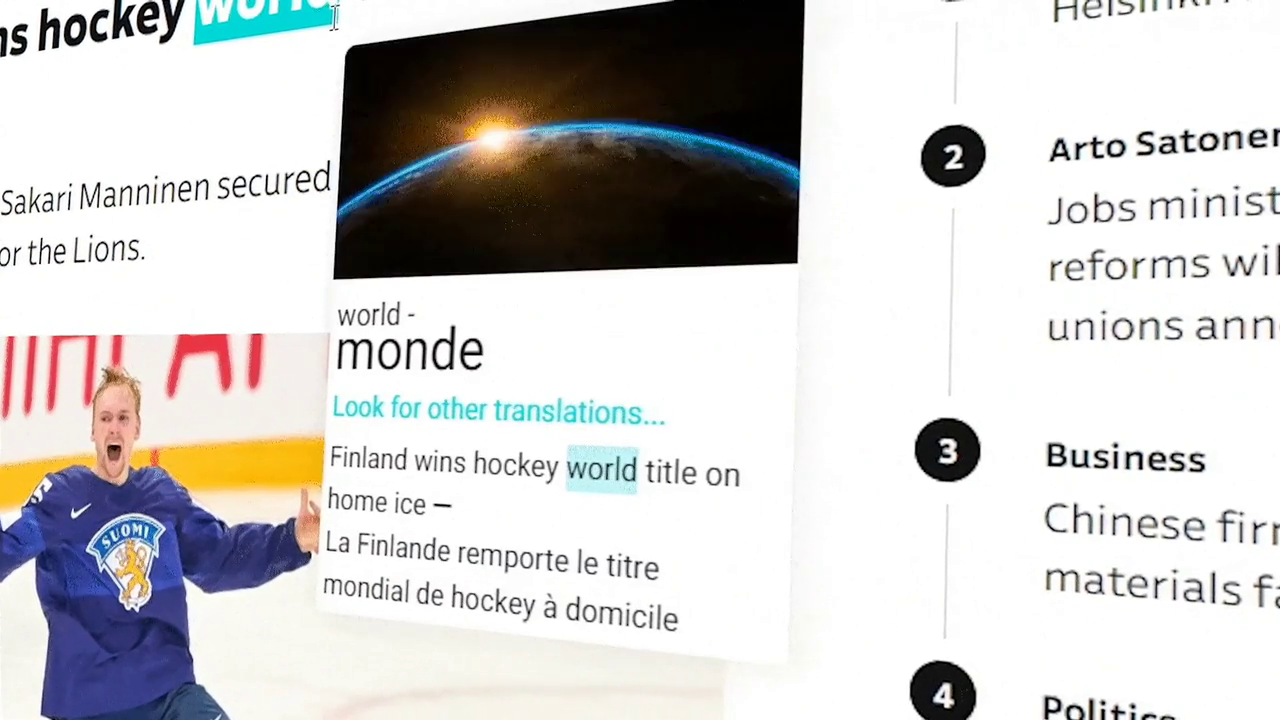 ns hockey world
Sakari Manninen secured
or the Lions.
SUOMI
world -
monde
Look for other translations...
Finland wins hockey world title on
home ice —
La Finlande remporte le titre
mondial de hockey à domicile
Helsinki
2
Arto Satonen
Jobs minist
reforms wil
unions ann
3
Business
Chinese fir
materials fa
4
Politics